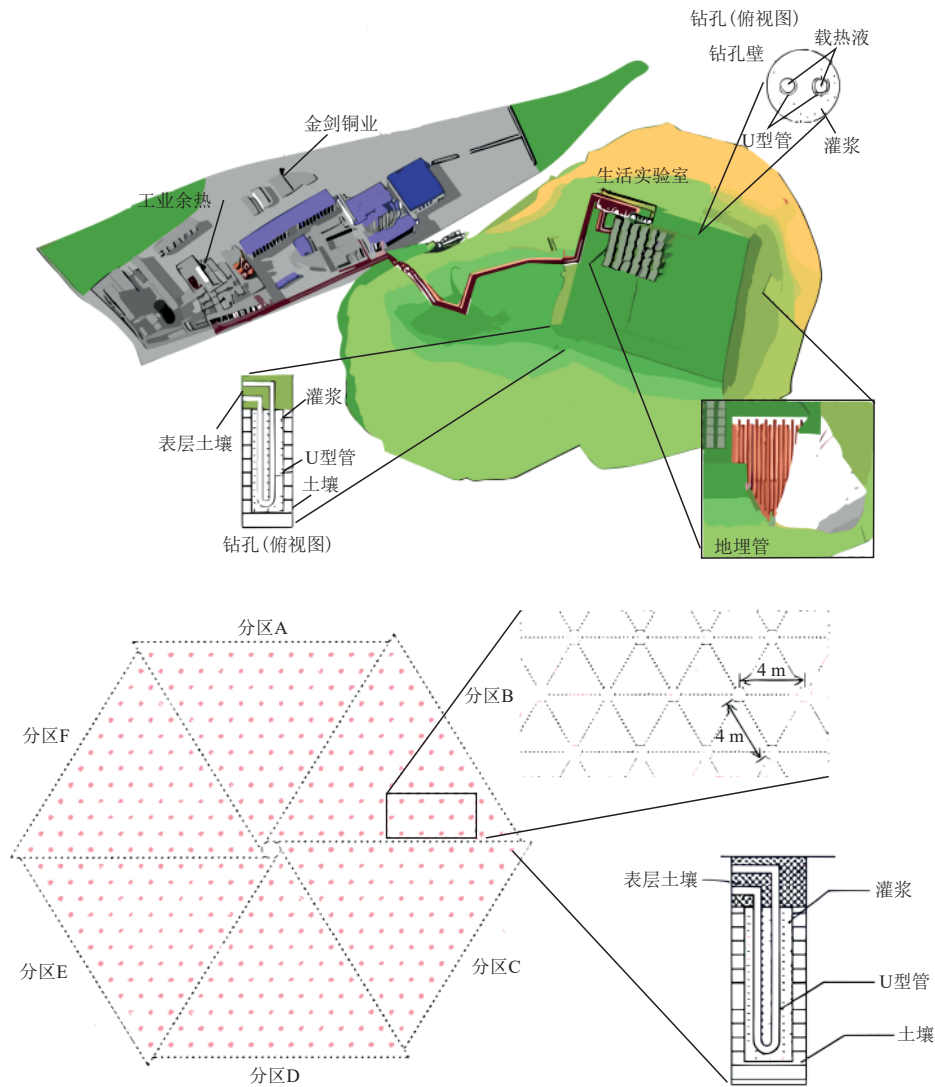 钻孔(俯视图)
钻孔壁
载热液
U型管
灌浆
金剑铜业
工业余热
生活实验室
灌浆
表层土壤
U型管
土壤
钻孔(俯视图)
地埋管
分区A
分区B
分区F
4 m
4 m
分区E
分区C
分区D
表层土壤
灌浆
U型管
土壤